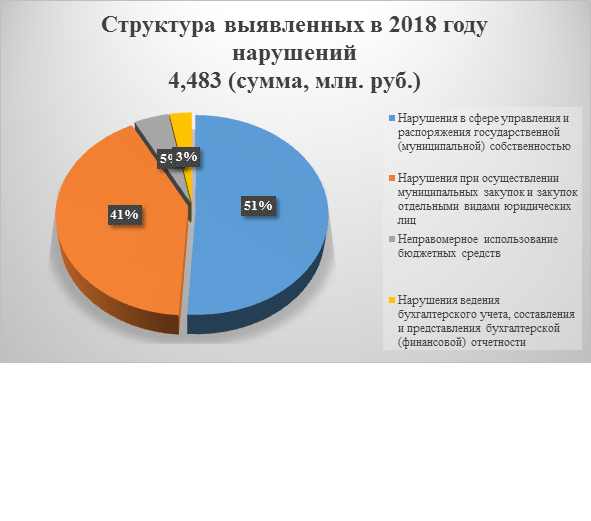 Структура выявленных в 2018 году
нарушений
4,483 (сумма, млн. руб.)
5%
3%
41%
51%
Нарушения в сфере управления и
распоряжения государственной
(муниципальной) собственностью
Нарушения при осуществлении
муниципальных закупок и закупок
отдельными видами юридических
лиц
Неправомерное использование
бюджетных средств
Нарушения ведения
бухгалтерского учета, составления
и представления бухгалтерской
(финансовой) отчетности